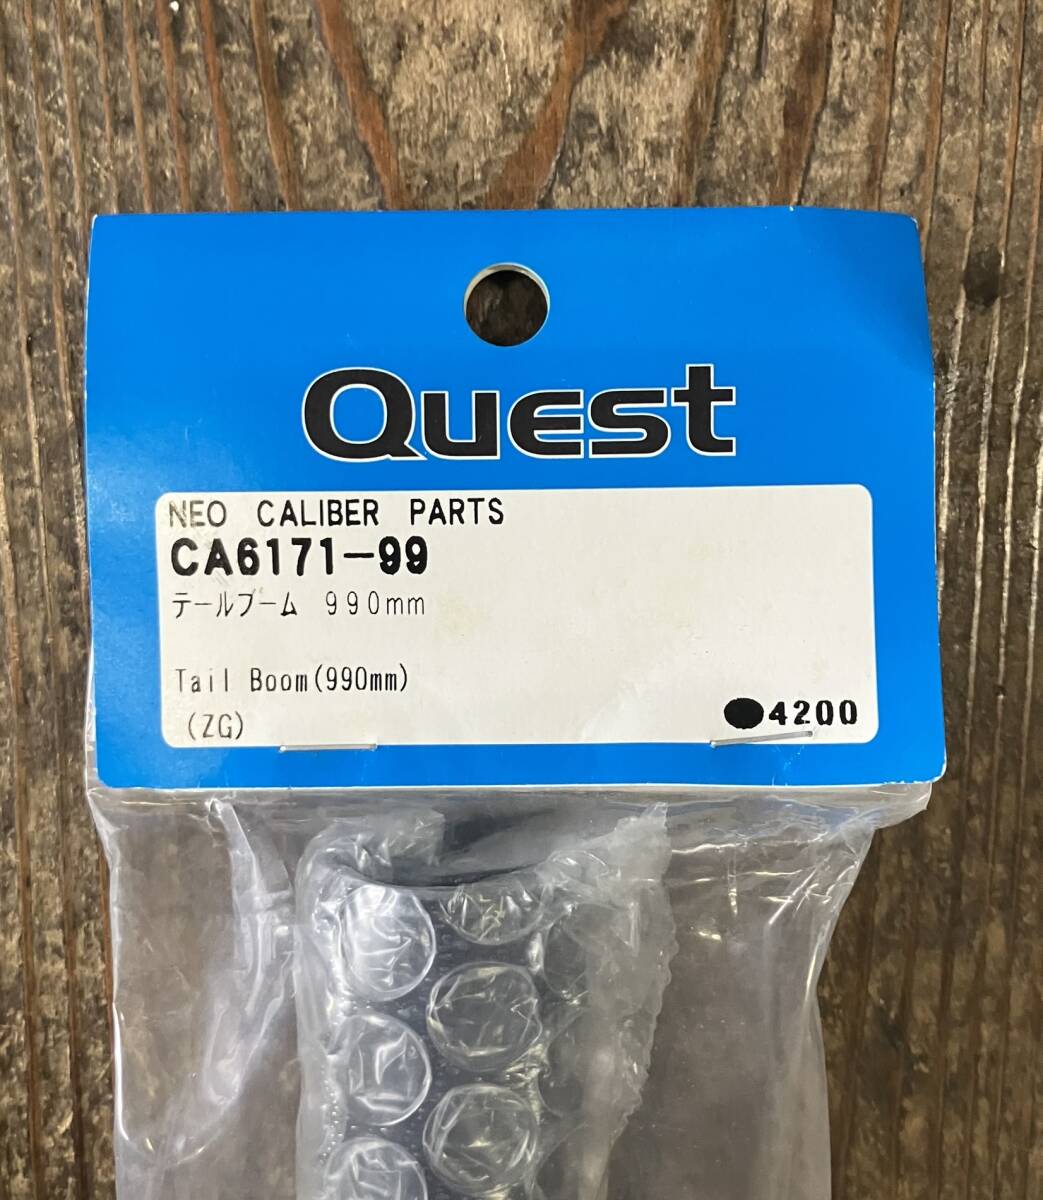 Quest
NEO CALIBER PARTS
CA6171-99
テールブーム 990mm
Tail Boom(990mm)
(ZG)
●4200